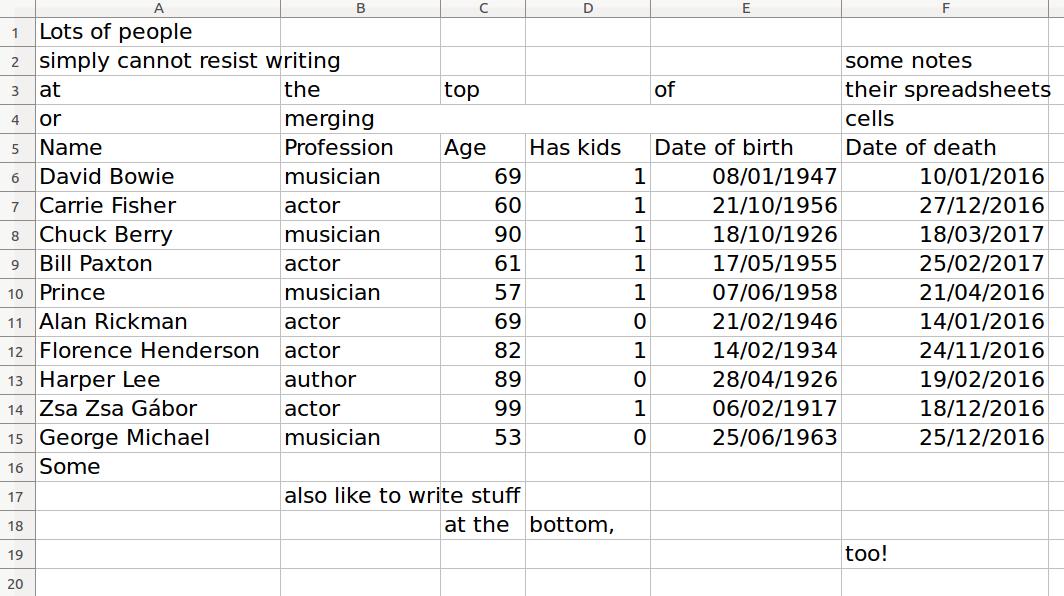 A B C D E F
1 Lots of people
2 simply cannot resist writing some notes
3 at the top of their spreadsheets
4 or merging cells
5 Name Profession Age Has kids Date of birth Date of death
6 David Bowie musician 69 1 08/01/1947 10/01/2016
7 Carrie Fisher actor 60 1 21/10/1956 27/12/2016
8 Chuck Berry musician 90 1 18/10/1926 18/03/2017
9 Bill Paxton actor 61 1 17/05/1955 25/02/2017
10 Prince musician 57 1 07/06/1958 21/04/2016
11 Alan Rickman actor 69 0 21/02/1946 14/01/2016
12 Florence Henderson actor 82 1 14/02/1934 24/11/2016
13 Harper Lee author 89 0 28/04/1926 19/02/2016
14 Zsa Zsa Gábor actor 99 1 06/02/1917 18/12/2016
15 George Michael musician 53 0 25/06/1963 25/12/2016
16 Some
17 also like to write stuff
18 at the bottom,
19 too!
20